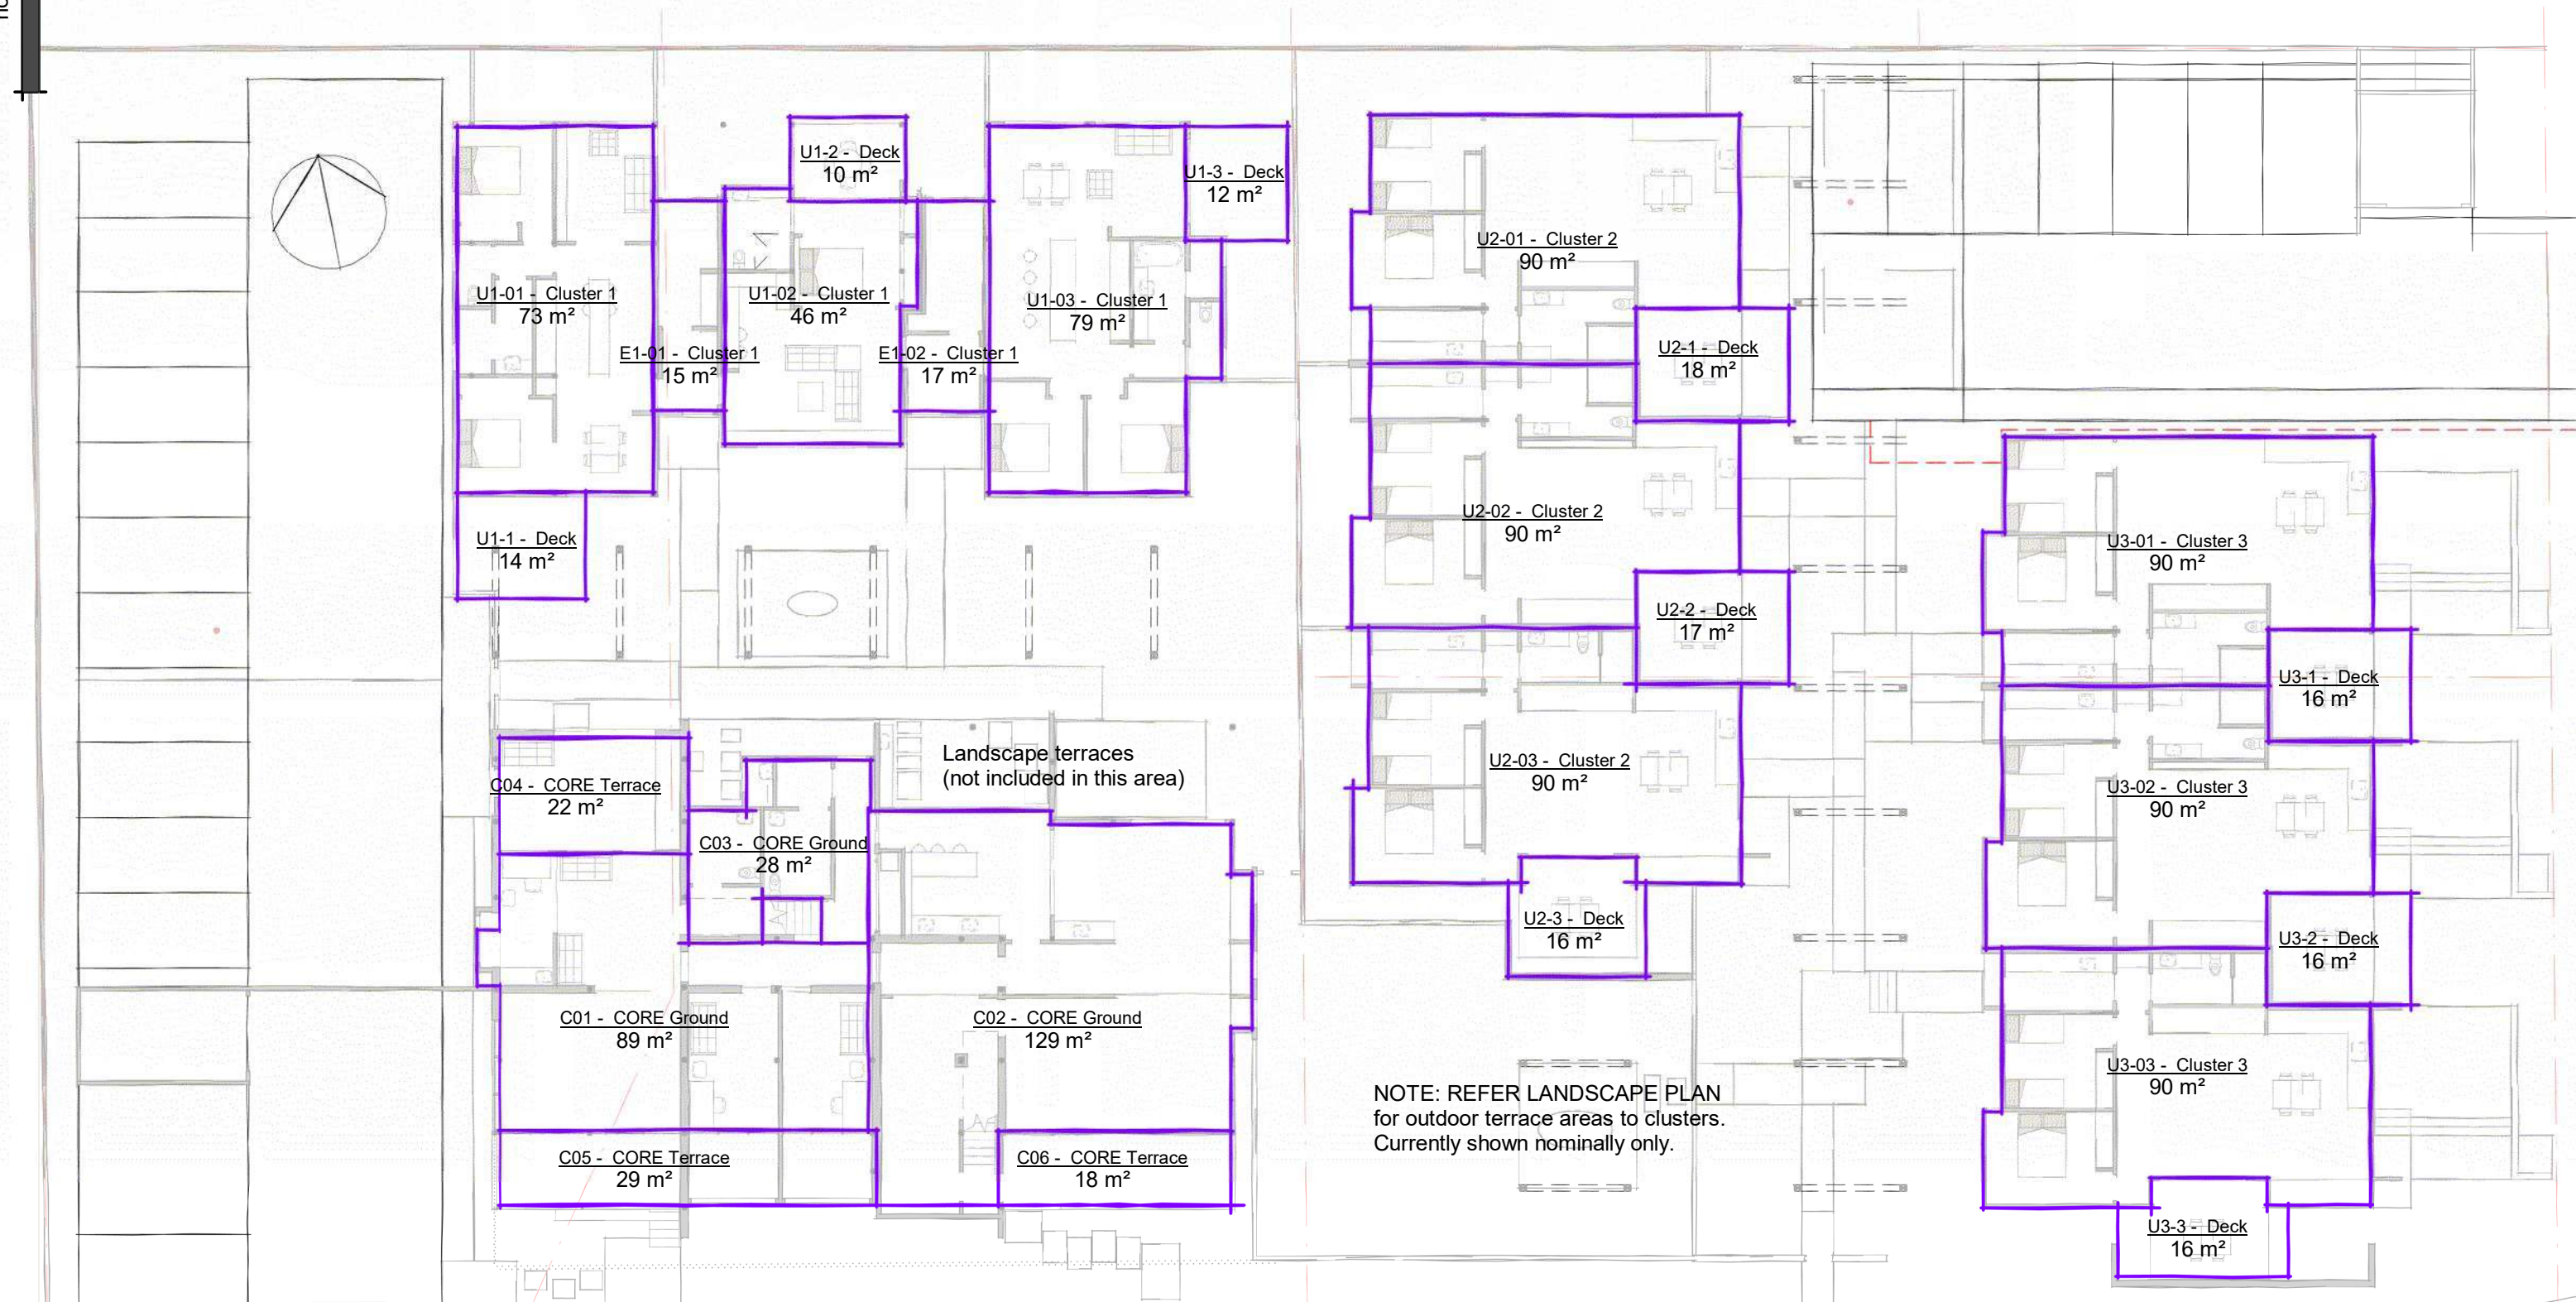 U1-2 - Deck
10 m²
U1-3 - Deck
12 m²
U1-01 - Cluster 1
73 m²
U1-02 - Cluster 1
46 m²
U1-03 - Cluster 1
79 m²
E1-01 - Cluster 1
15 m²
E1-02 - Cluster 1
17 m²
U1-1 - Deck
14 m²
U2-01 - Cluster 2
90 m²
U2-1 - Deck
18 m²
U2-02 - Cluster 2
90 m²
U2-2 - Deck
17 m²
U2-03 - Cluster 2
90 m²
U2-3 - Deck
16 m²
U3-01 - Cluster 3
90 m²
U3-1 - Deck
16 m²
U3-02 - Cluster 3
90 m²
U3-2 - Deck
16 m²
U3-03 - Cluster 3
90 m²
U3-3 - Deck
16 m²
Landscape terraces
(not included in this area)
C04 - CORE Terrace
22 m²
C03 - CORE Ground
28 m²
C01 - CORE Ground
89 m²
C02 - CORE Ground
129 m²
C05 - CORE Terrace
29 m²
C06 - CORE Terrace
18 m²
NOTE: REFER LANDSCAPE PLAN
for outdoor terrace areas to clusters.
Currently shown nominally only.